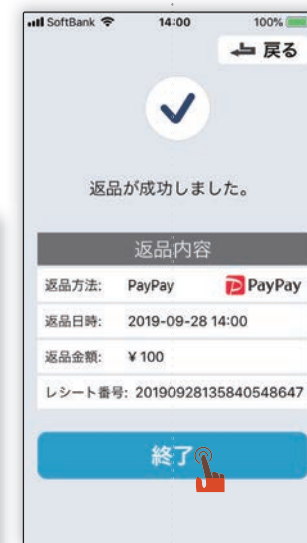 SoftBank 14:00 100%
戻る
返品が成功しました。
返品内容
返品方法: PayPay PayPay
返品日時: 2019-09-28 14:00
返品金額: ¥100
レシート番号: 20190928135840548647
終了